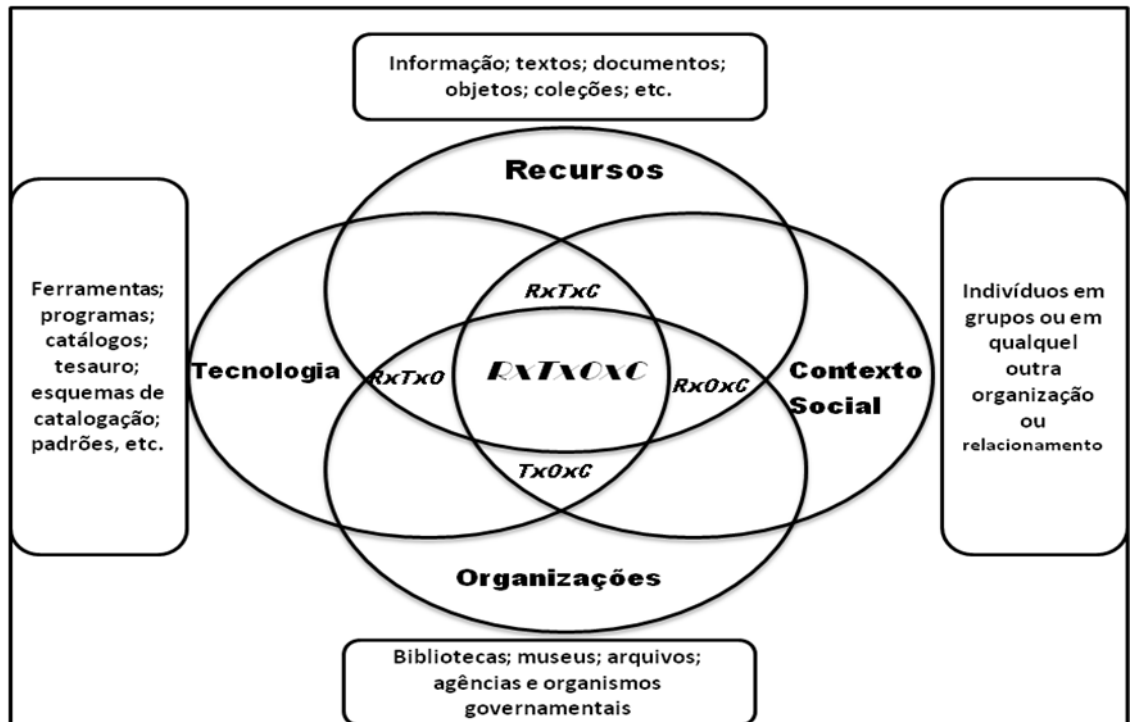 Informação; textos; documentos;
objetos; coleções; etc.
Recursos
Ferramentas;
programas;
catálogos;
tesauro;
esquemas de
catalogação;
padrões, etc.
Tecnologia
RxTxC
RxTxO
RxTxOxC
RxOxC
TxOxC
Contexto
Social
Indivíduos em
grupos ou em
qualquel
outra
organização
ou
relacionamento
Organizações
Bibliotecas; museus; arquivos;
agências e organismos
governamentais